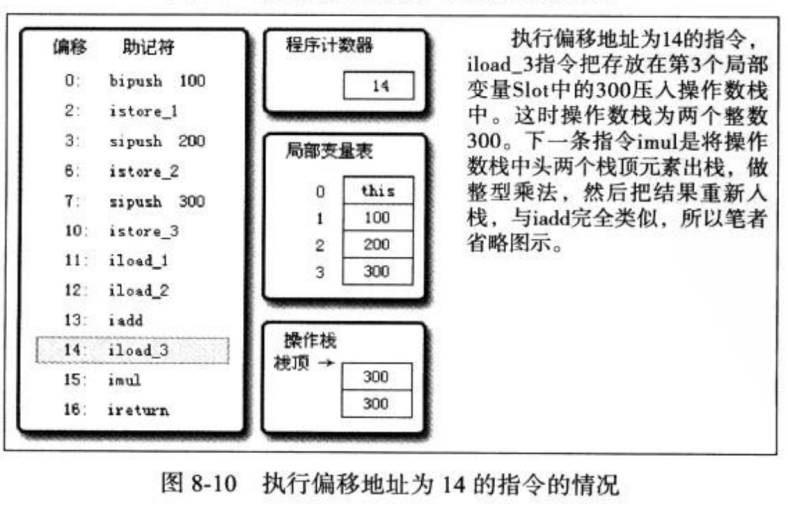 偏移 助记符
0: bipush 100
2: istore_1
3: sipush 200
6: istore_2
7: sipush 300
10: istore_3
11: iload_1
12: iload_2
13: iadd
14: iload_3
15: imul
16: ireturn
程序计数器
14
局部变量表
0 this
1 100
2 200
3 300
操作栈
栈顶 →
300
300
执行偏移地址为14的指令，
iload_3指令把存放在第3个局部
变量Slot中的300压入操作数栈
中。这时操作数栈为两个整数
300。下一条指令imul是将操作
数栈中头两个栈顶元素出栈，做
整型乘法，然后把结果重新入
栈，与iadd完全类似，所以笔者
省略图示。
图 8-10 执行偏移地址为 14 的指令的情况